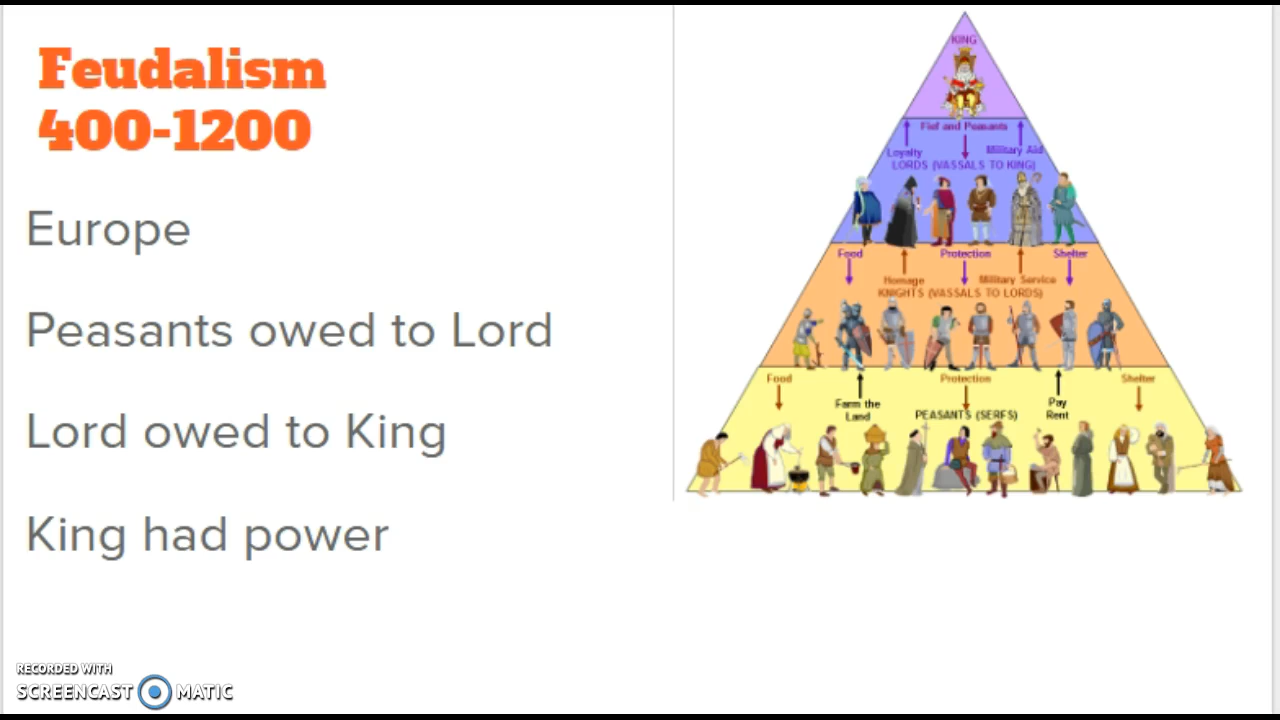 Feudalism
400-1200
Europe
Peasants owed to Lord
Lord owed to King
King had power
KING
Fief and Peasants
Loyalty
Military Aid
LORDS (VASSALS TO KING)
Food
Protection
Shelter
Homage
Military Service
KNIGHTS (VASSALS TO LORDS)
Food
Protection
Shelter
Farm the
Land
Pay
Rent
PEASANTS (SERFS)
RECORDED WITH
SCREENCAST MATIC